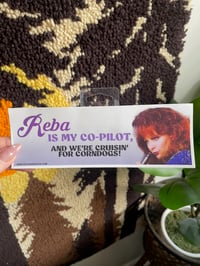 Reba
IS MY CO-PILOT,
AND WE'RE CRUISIN'
FOR CORNDOGS!